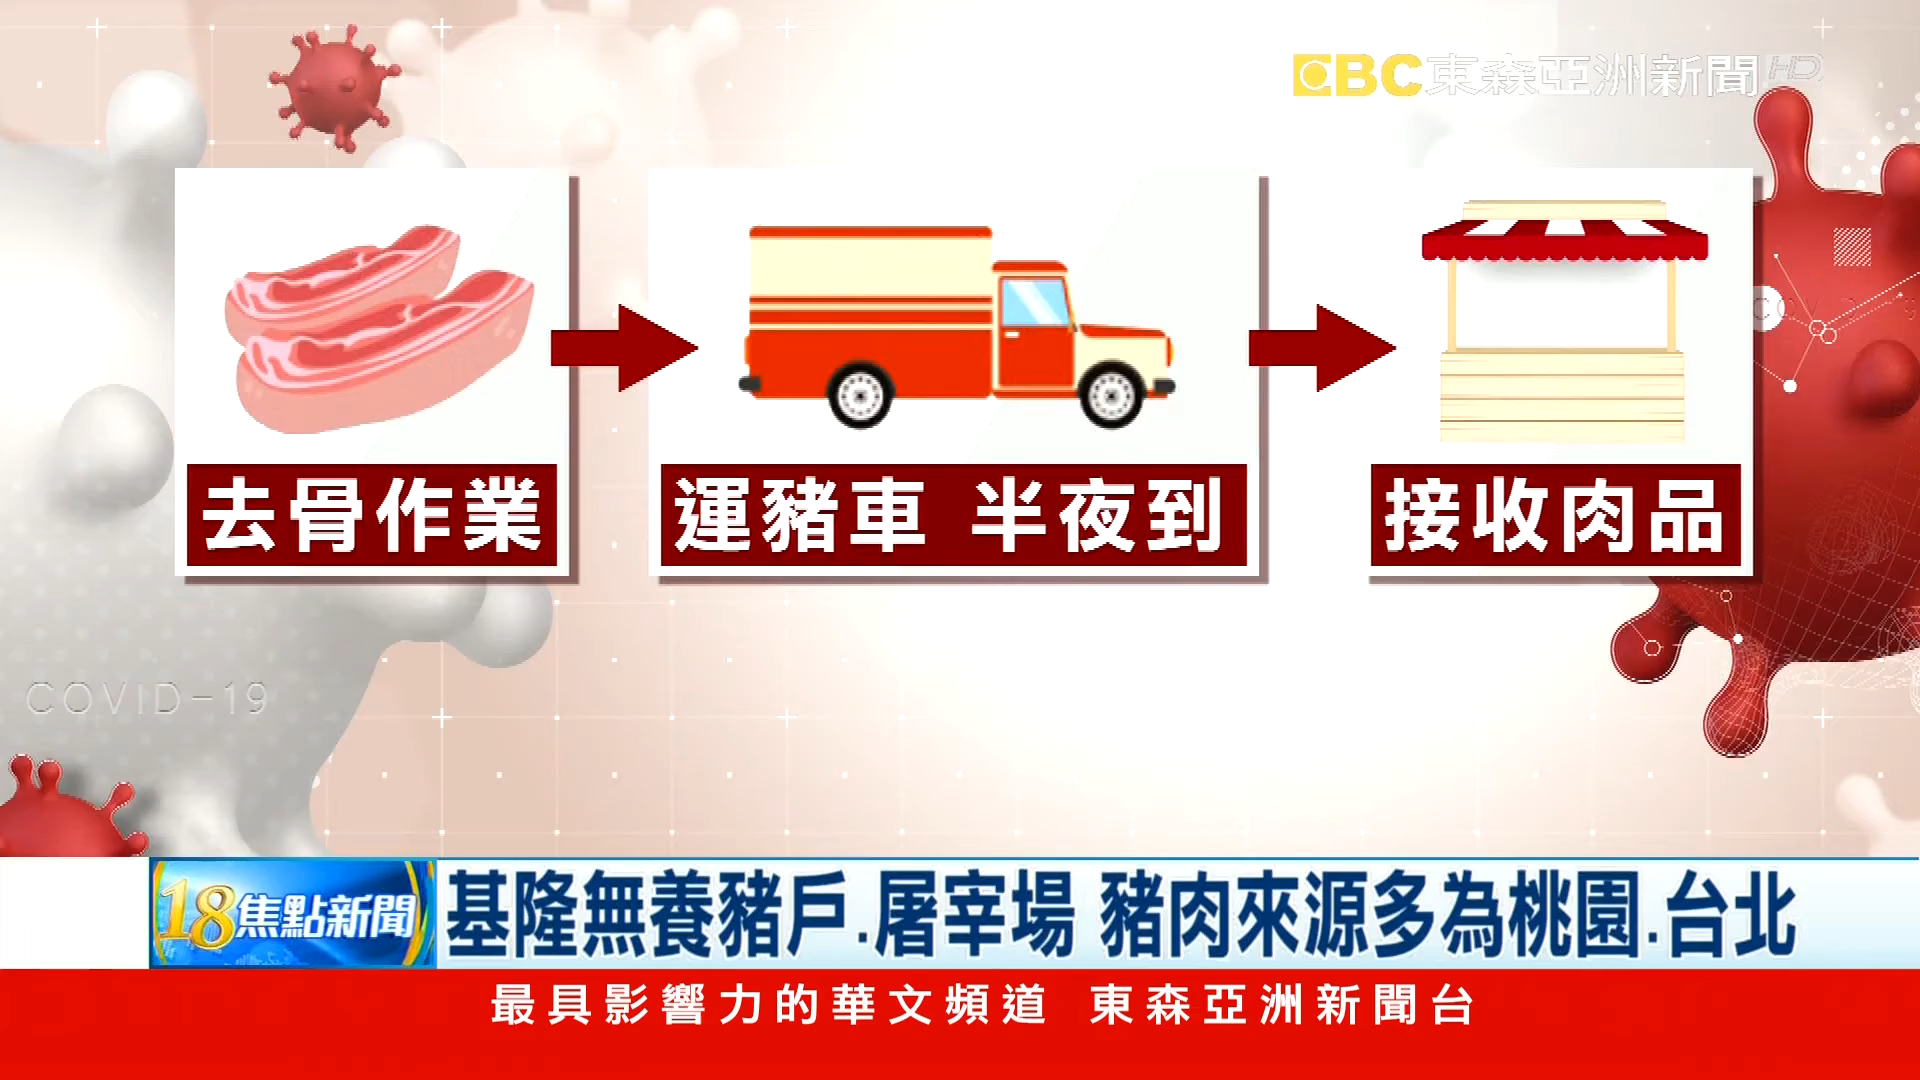 EBC東森亞洲新聞HD
去骨作業
運豬車 半夜到
接收肉品
COVID-19
18焦點新聞
基隆無養豬戶.屠宰場 豬肉來源多為桃園.台北
最具影響力的華文頻道 東森亞洲新聞台